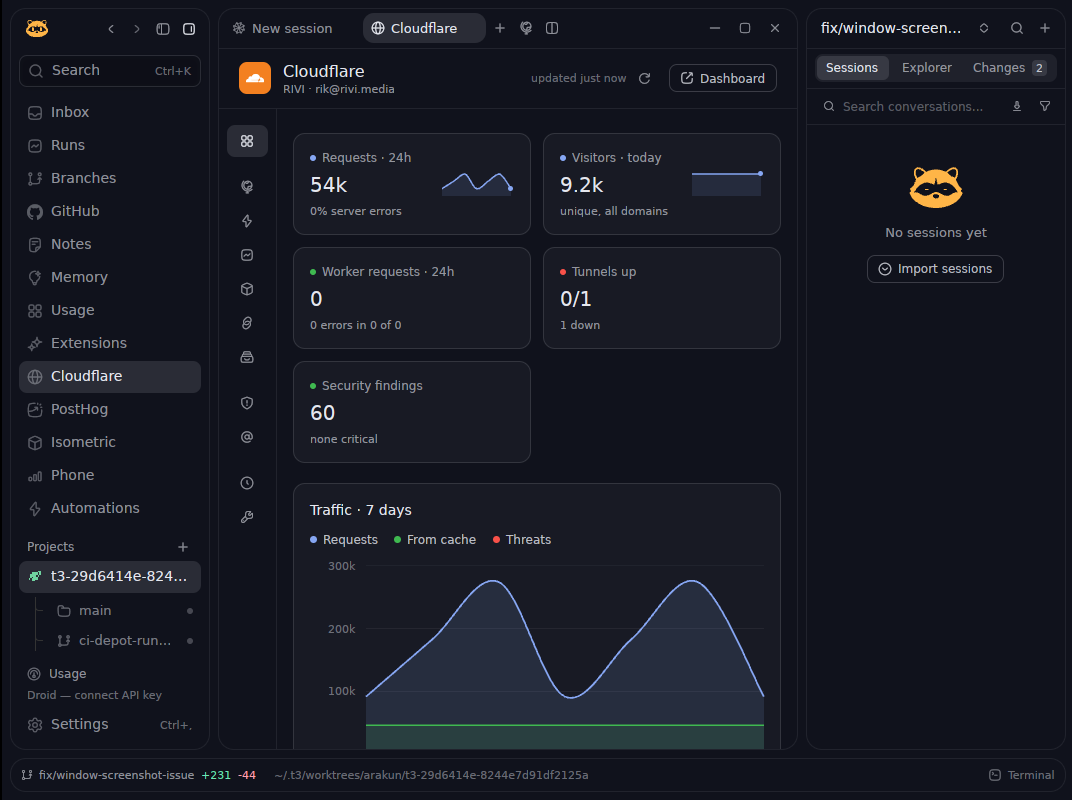 Search
Ctrl+K
Inbox
Runs
Branches
GitHub
Notes
Memory
Usage
Extensions
Cloudflare
PostHog
Isometric
Phone
Automations
Projects
t3-29d6414e-824...
main
ci-depot-run...
Usage
Droid — connect API key
Settings
Ctrl+,
New session
Cloudflare
Cloudflare
RIVI · rik@rivi.media
updated just now
Dashboard
Requests · 24h
54k
0% server errors
Visitors · today
9.2k
unique, all domains
Worker requests · 24h
0
0 errors in 0 of 0
Tunnels up
0/1
1 down
Security findings
60
none critical
Traffic · 7 days
Requests
From cache
Threats
300k
200k
100k
fix/window-screen...
Sessions
Explorer
Changes 2
Search conversations...
No sessions yet
Import sessions
fix/window-screenshot-issue +231 -44
~/.t3/worktrees/arakun/t3-29d6414e-8244e7d91df2125a
Terminal